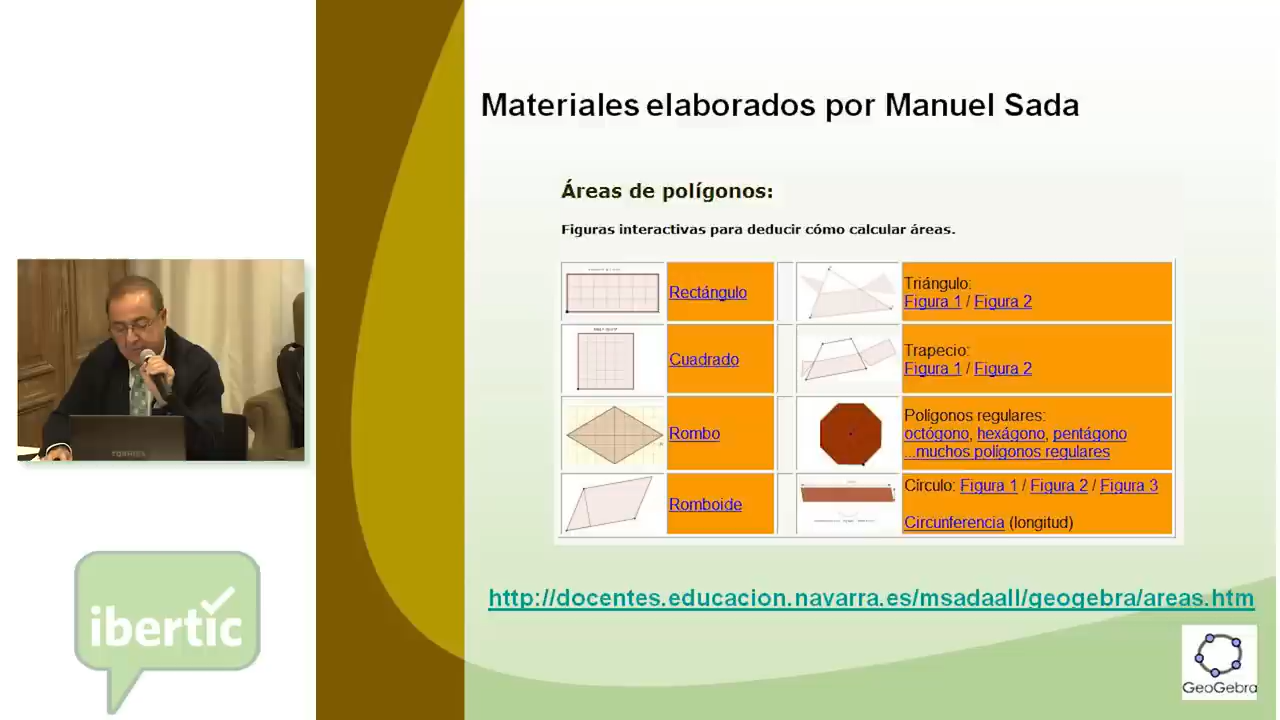 Materiales elaborados por Manuel Sada
Áreas de polígonos:
Figuras interactivas para deducir cómo calcular áreas.
Rectángulo
Triángulo:
Figura 1 / Figura 2
Cuadrado
Trapecio:
Figura 1 / Figura 2
Rombo
Polígonos regulares:
octógono, hexágono, pentágono
...muchos polígonos regulares
Romboide
Círculo: Figura 1 / Figura 2 / Figura 3
Circunferencia (longitud)
http://docentes.educacion.navarra.es/msadaall/geogebra/areas.htm
TOSHIBA
ibertic
GeoGebra